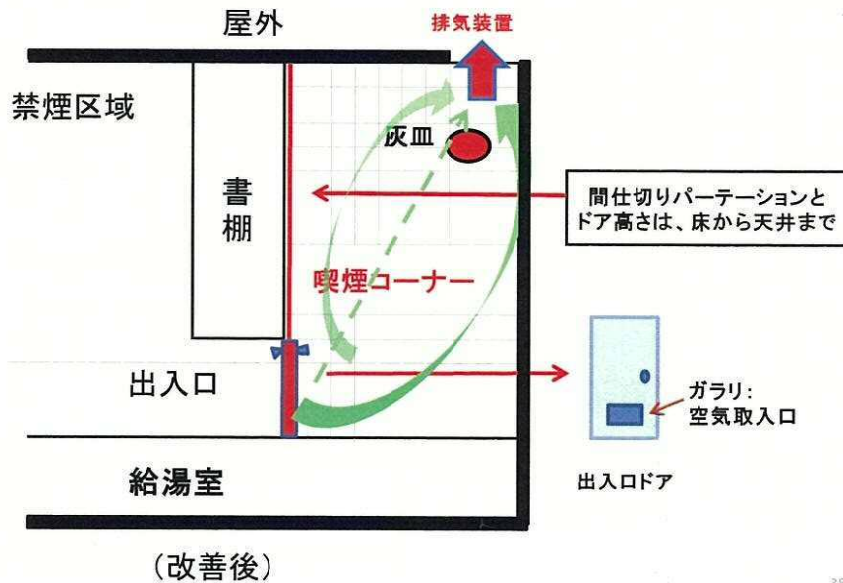 屋外
排気装置
禁煙区域
灰皿
書
棚
間仕切りパーテーションと
ドア高さは、床から天井まで
喫煙コーナー
出入口
ガラリ：
空気取入口
給湯室
出入口ドア
（改善後）